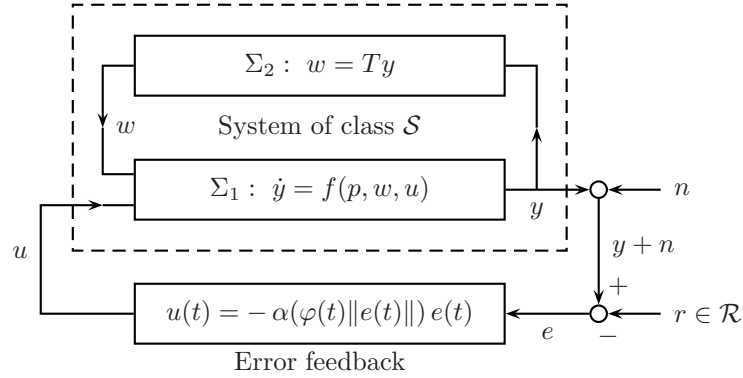 Σ₂ : w = Ty
w
System of class 𝒮
Σ₁ : ẏ = f(p, w, u)
y
n
u
y + n
+
u(t) = − α(φ(t)‖e(t)‖) e(t)
e
−
r ∈ ℛ
Error feedback